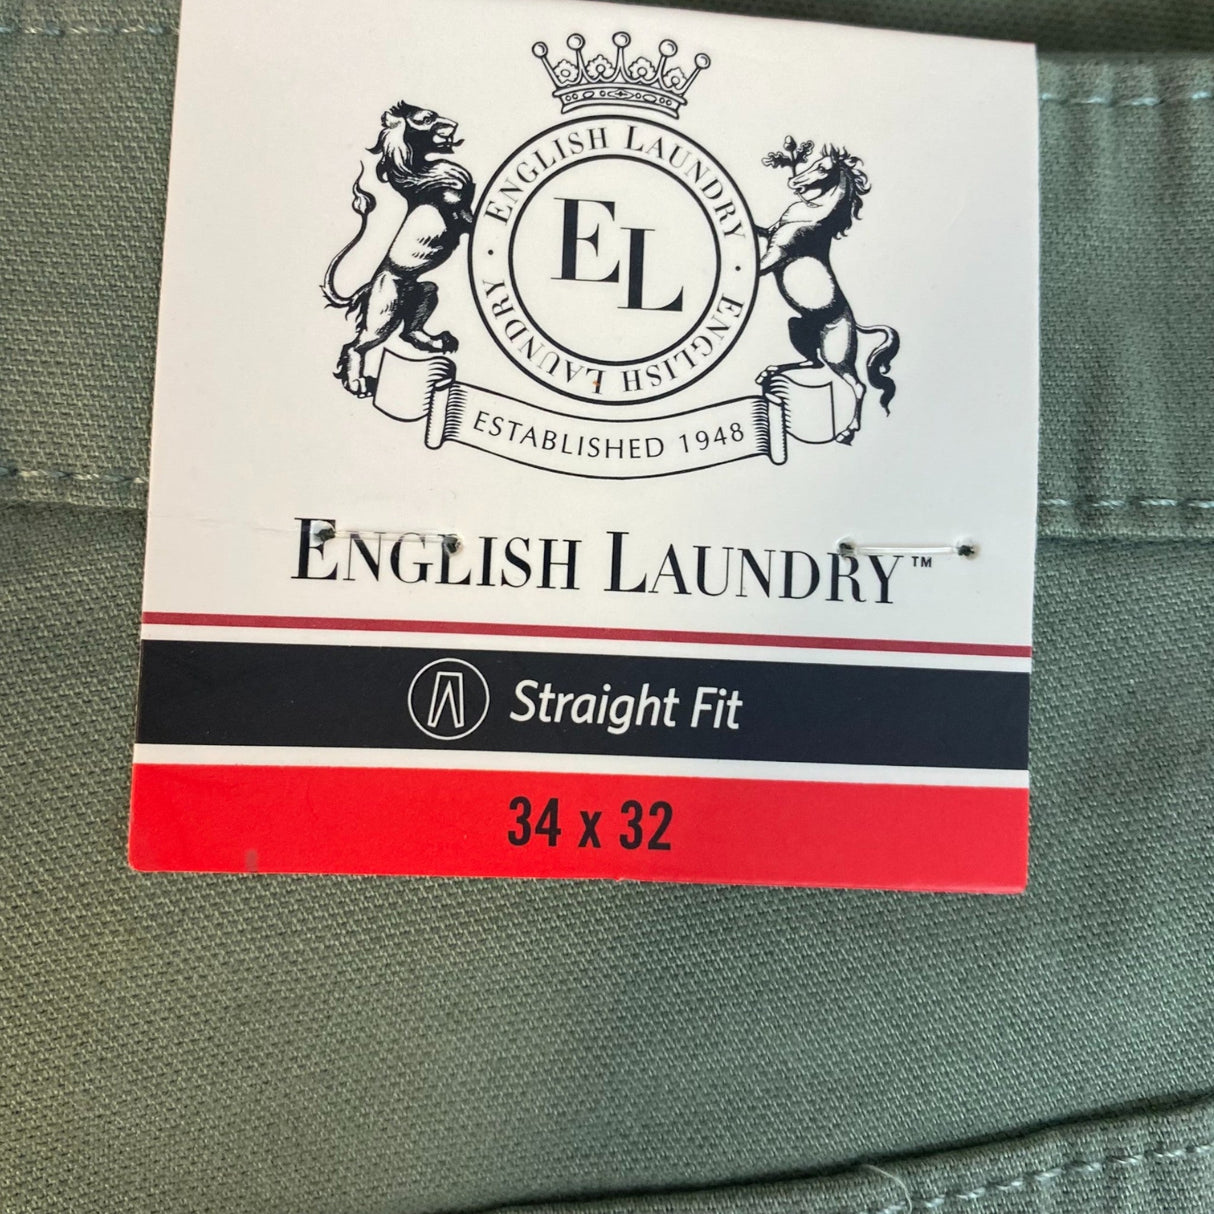 · ENGLISH LAUNDRY · ENGLISH LAUNDRY
EL
ESTABLISHED 1948
ENGLISH LAUNDRY™
Straight Fit
34 x 32